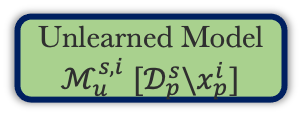 Unlearned Model
ℳ_u^{s,i} [𝒟_p^s\x_p^i]